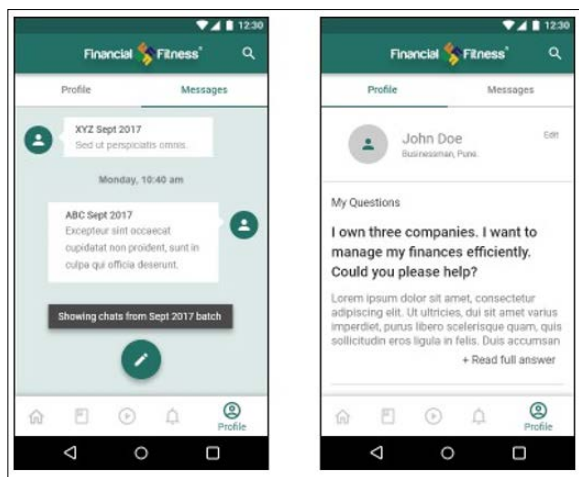 12:30
Financial Fitness®
Profile
Messages
XYZ Sept 2017
Sed ut perspiciatis omnis.
Monday, 10:40 am
ABC Sept 2017
Excepteur sint occaecat
cupidatat non proident, sunt in
culpa qui officia deserunt.
Showing chats from Sept 2017 batch
Profile
12:30
Financial Fitness®
Profile
Messages
John Doe
Edit
Businessman, Pune.
My Questions
I own three companies. I want to
manage my finances efficiently.
Could you please help?
Lorem ipsum dolor sit amet, consectetur
adipiscing elit. Ut ultricies, dui sit amet varius
imperdiet, purus libero scelerisque quam, quis
sollicitudin eros ligula in felis. Duis accumsan
+ Read full answer
Profile